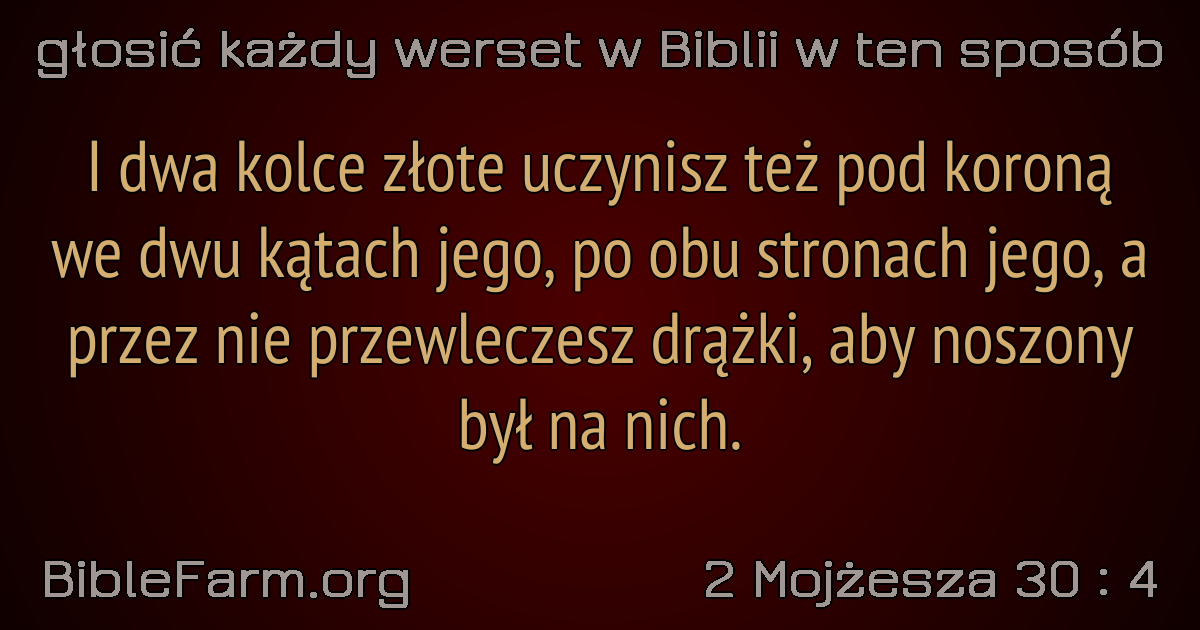 głosić każdy werset w Biblii w ten sposób
I dwa kolce złote uczynisz też pod koroną
we dwu kątach jego, po obu stronach jego, a
przez nie przewleczesz drążki, aby noszony
był na nich.
BibleFarm.org
2 Mojżesza 30 : 4